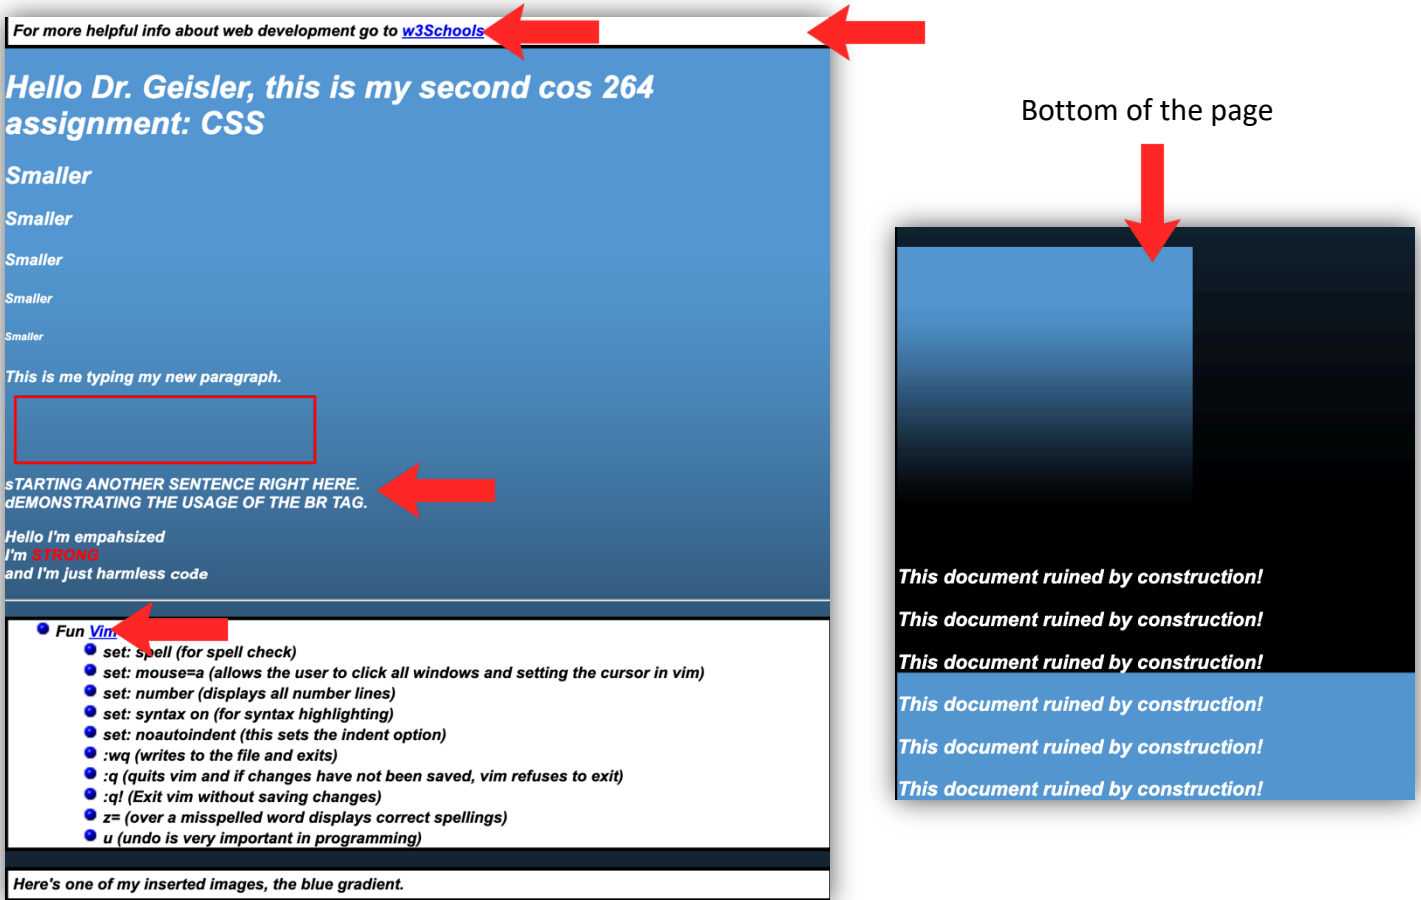 For more helpful info about web development go to w3Schools
Hello Dr. Geisler, this is my second cos 264
assignment: CSS
Smaller
Smaller
Smaller
Smaller
Smaller
This is me typing my new paragraph.
sTARTING ANOTHER SENTENCE RIGHT HERE.
dEMONSTRATING THE USAGE OF THE BR TAG.
Hello I'm empahsized
I'm STRONG
and I'm just harmless code
Fun Vim
set: spell (for spell check)
set: mouse=a (allows the user to click all windows and setting the cursor in vim)
set: number (displays all number lines)
set: syntax on (for syntax highlighting)
set: noautoindent (this sets the indent option)
:wq (writes to the file and exits)
:q (quits vim and if changes have not been saved, vim refuses to exit)
:q! (Exit vim without saving changes)
z= (over a misspelled word displays correct spellings)
u (undo is very important in programming)
Here's one of my inserted images, the blue gradient.
Bottom of the page
This document ruined by construction!
This document ruined by construction!
This document ruined by construction!
This document ruined by construction!
This document ruined by construction!
This document ruined by construction!